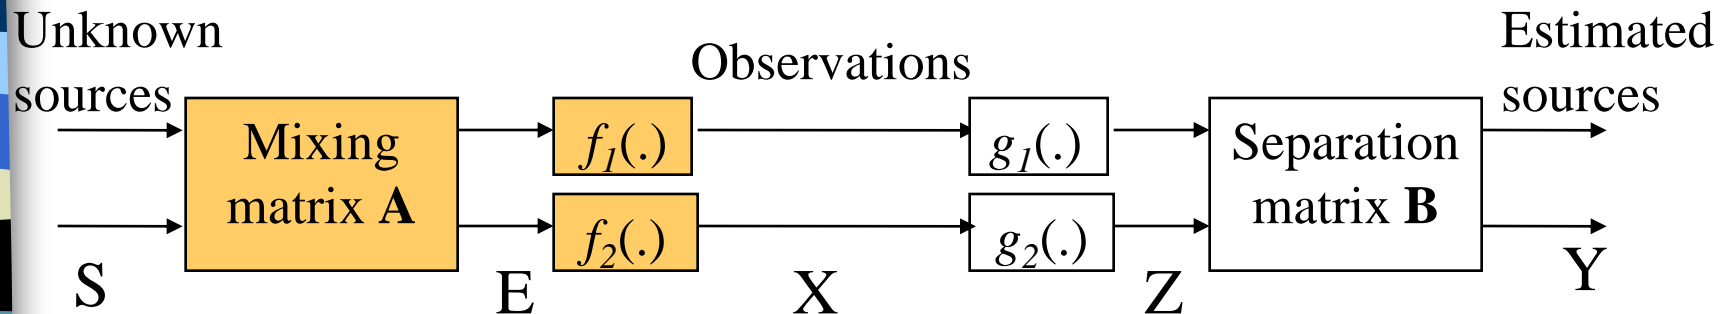 Unknown
sources
Observations
Estimated
sources
Mixing
matrix A
f1(.)
f2(.)
g1(.)
g2(.)
Separation
matrix B
S
E
X
Z
Y